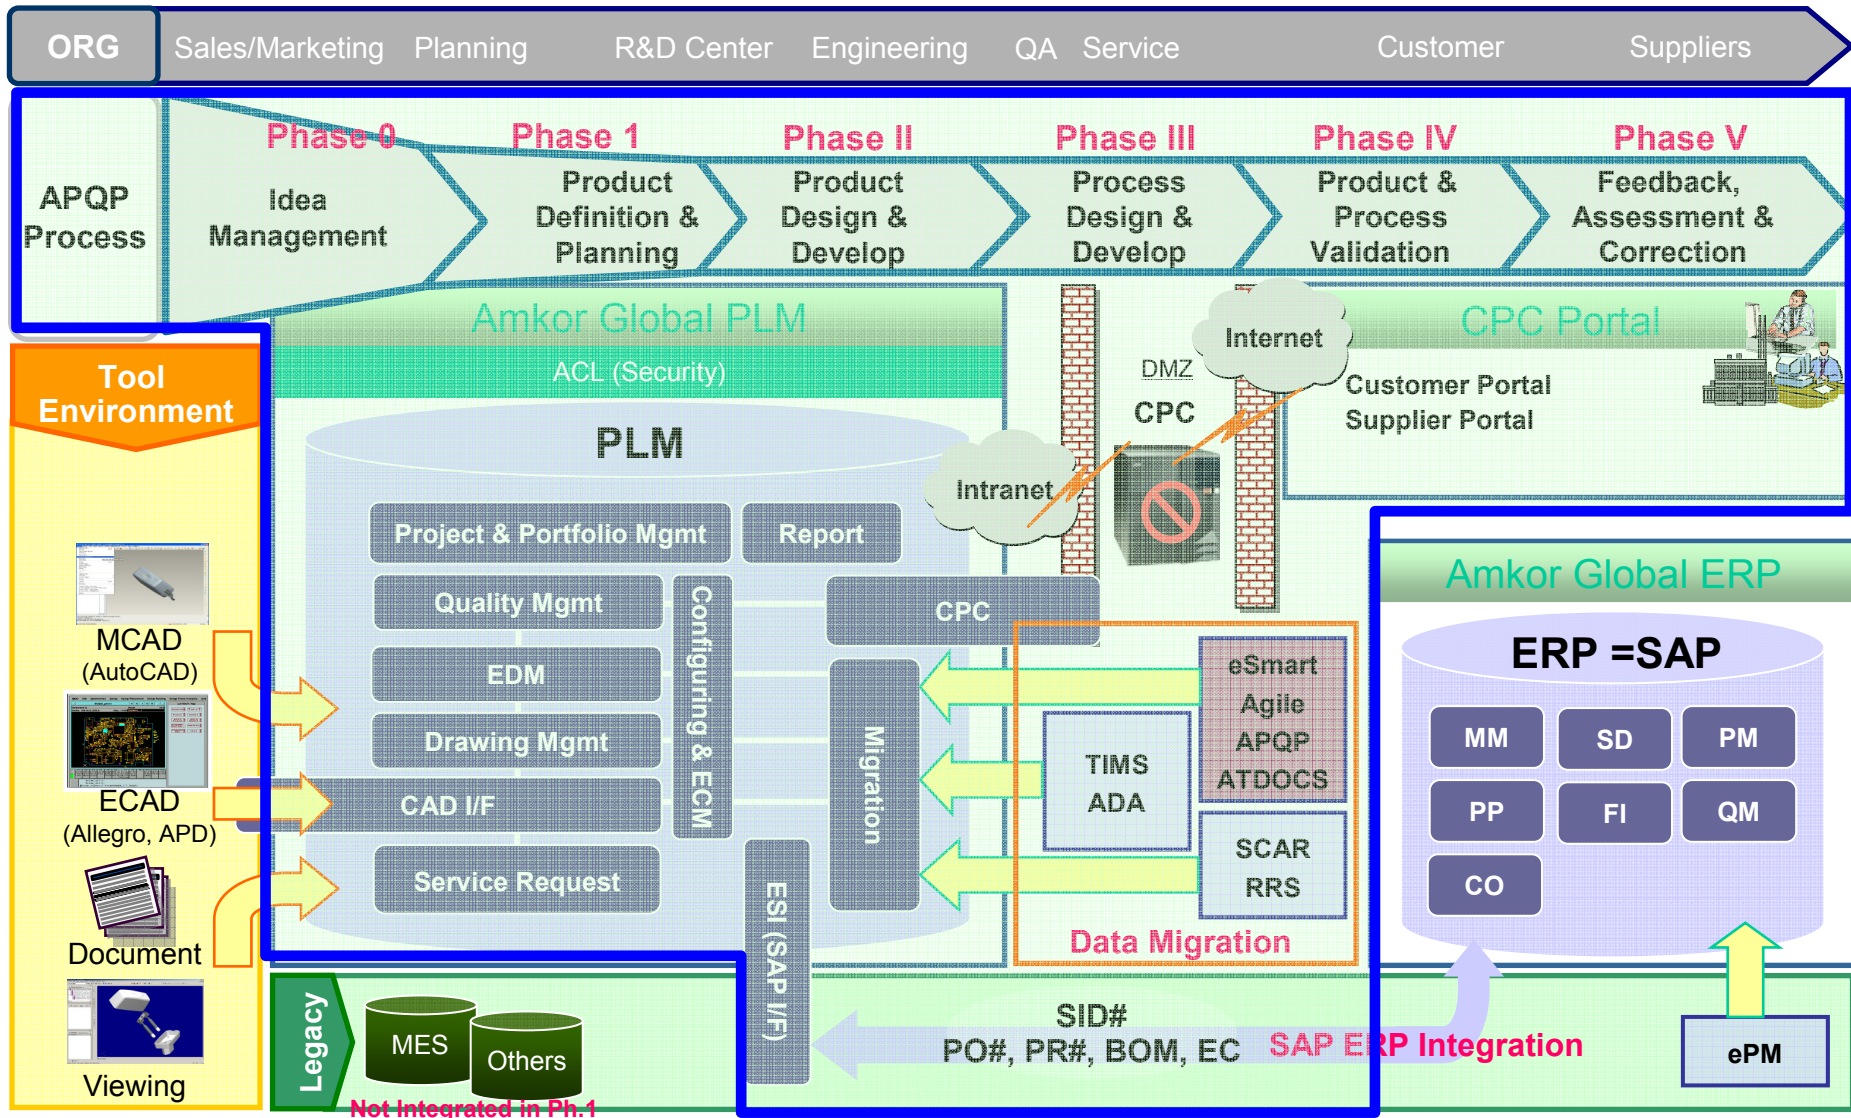 ORG Sales/Marketing Planning R&D Center Engineering QA Service Customer Suppliers
APQP
Process
Phase 0
Idea
Management
Phase 1
Product
Definition &
Planning
Phase II
Product
Design &
Develop
Phase III
Process
Design &
Develop
Phase IV
Product &
Process
Validation
Phase V
Feedback,
Assessment &
Correction
Tool
Environment
MCAD
(AutoCAD)
ECAD
(Allegro, APD)
Document
Viewing
Amkor Global PLM
ACL (Security)
PLM
Project & Portfolio Mgmt
Report
Quality Mgmt
EDM
Drawing Mgmt
CAD I/F
Service Request
Configuring & ECM
CPC
Migration
ESI (SAP I/F)
Intranet
DMZ
CPC
Internet
CPC Portal
Customer Portal
Supplier Portal
eSmart
Agile
APQP
ATDOCS
TIMS
ADA
SCAR
RRS
Data Migration
Amkor Global ERP
ERP =SAP
MM SD PM
PP FI QM
CO
Legacy
MES
Others
Not Integrated in Ph.1
SID#
PO#, PR#, BOM, EC
SAP ERP Integration
ePM